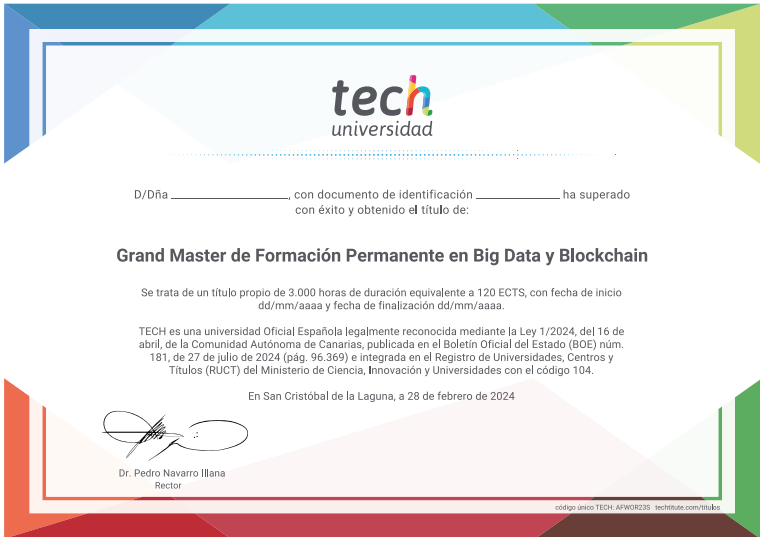 tech
universidad
D/Dña ______________, con documento de identificación ______________ ha superado
con éxito y obtenido el título de:
Grand Master de Formación Permanente en Big Data y Blockchain
Se trata de un título propio de 3.000 horas de duración equivalente a 120 ECTS, con fecha de inicio
dd/mm/aaaa y fecha de finalización dd/mm/aaaa.
TECH es una universidad Oficial Española legalmente reconocida mediante la Ley 1/2024, del 16 de
abril, de la Comunidad Autónoma de Canarias, publicada en el Boletín Oficial del Estado (BOE) núm.
181, de 27 de julio de 2024 (pág. 96.369) e integrada en el Registro de Universidades, Centros y
Títulos (RUCT) del Ministerio de Ciencia, Innovación y Universidades con el código 104.
En San Cristóbal de la Laguna, a 28 de febrero de 2024
Dr. Pedro Navarro Illana
Rector
código único TECH: AFWOR23S techtitute.com/titulos